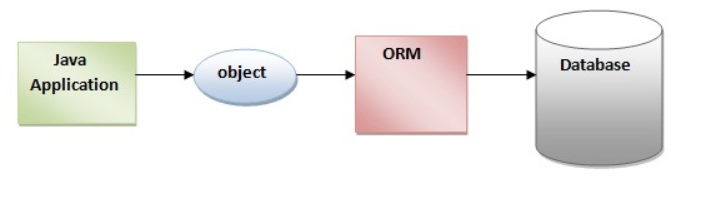 Java
Application
object
ORM
Database